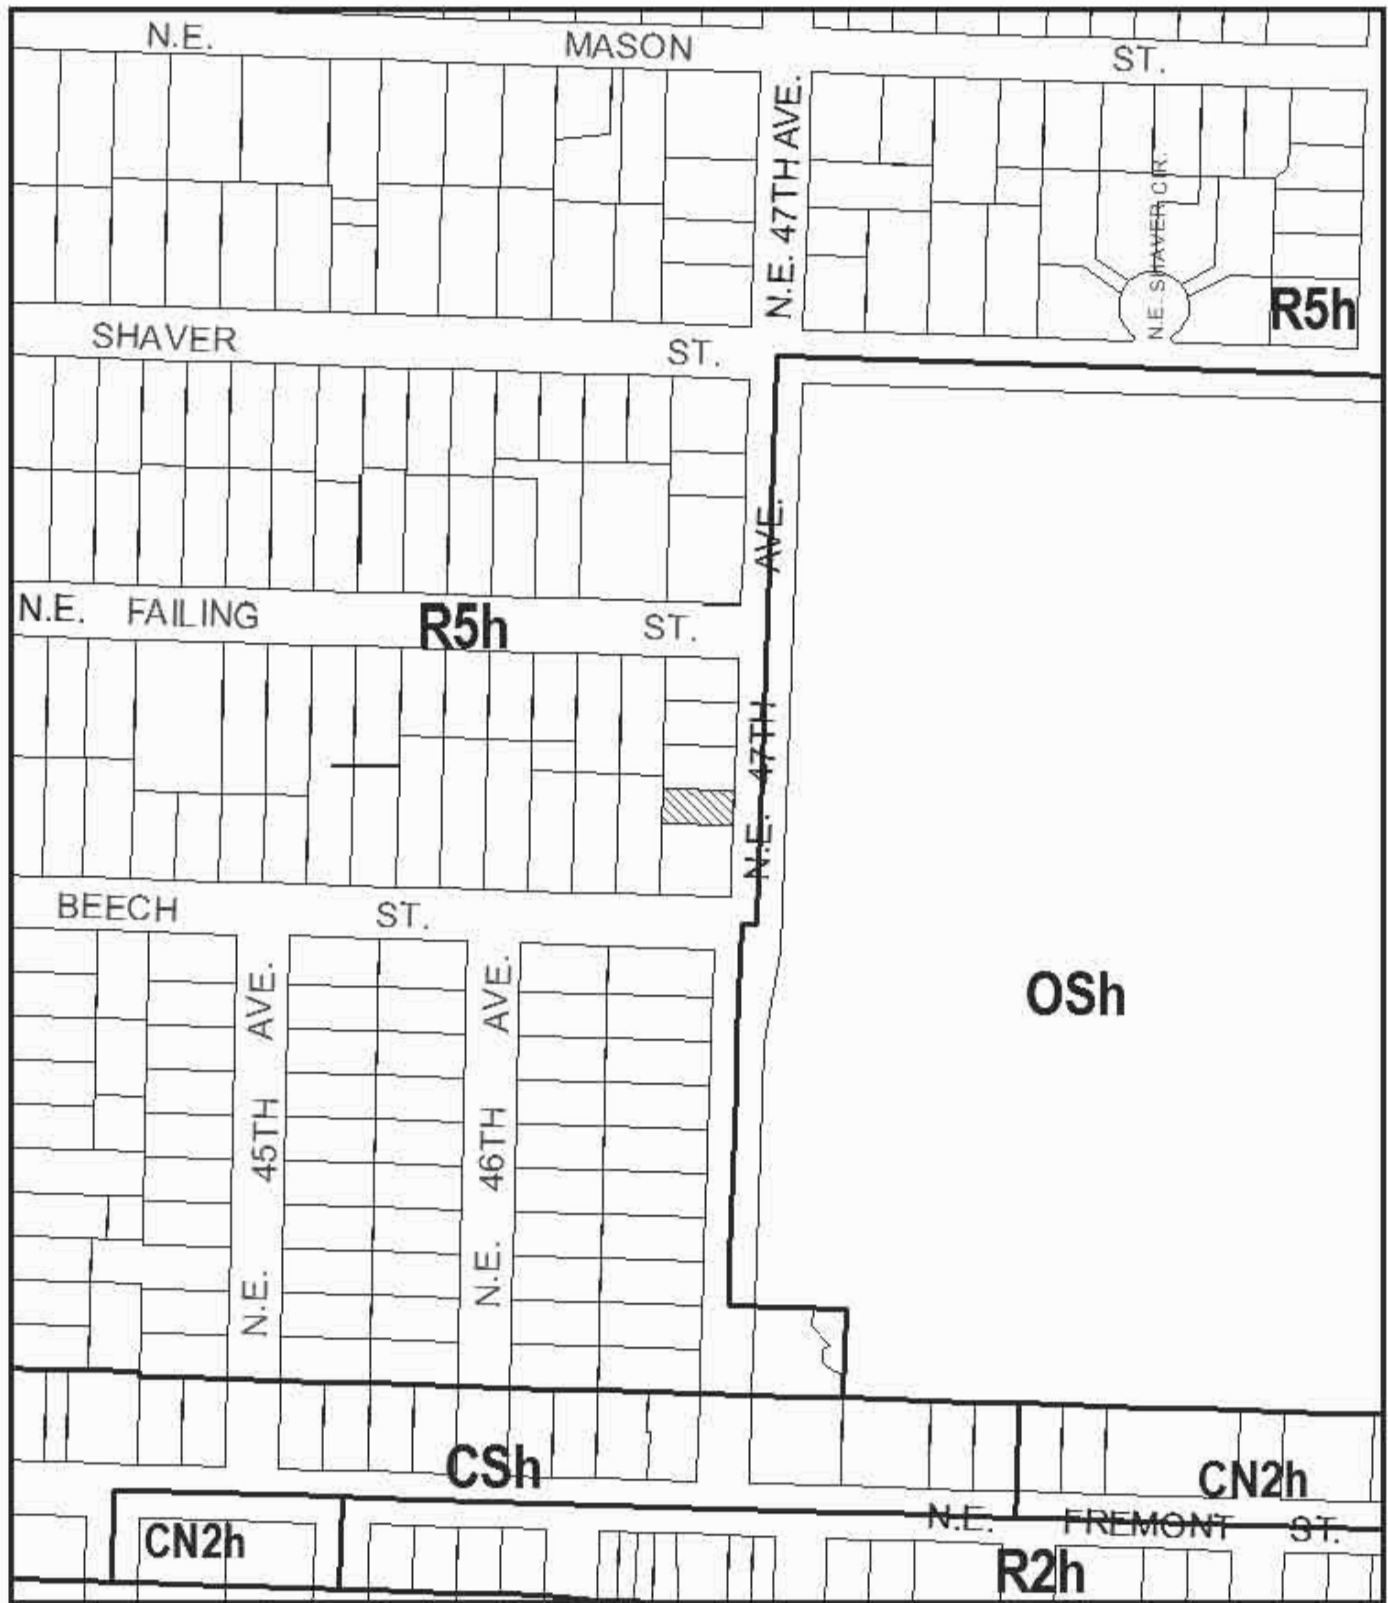 N.E. MASON ST.
N.E. 47TH AVE.
N.E. SHAVER CIR.
R5h
SHAVER ST.
AVE.
N.E. FAILING ST.
R5h
N.E. 47TH
BEECH ST.
OSh
N.E. 45TH AVE.
N.E. 46TH AVE.
CSh
CN2h
N.E. FREMONT ST.
CN2h
R2h